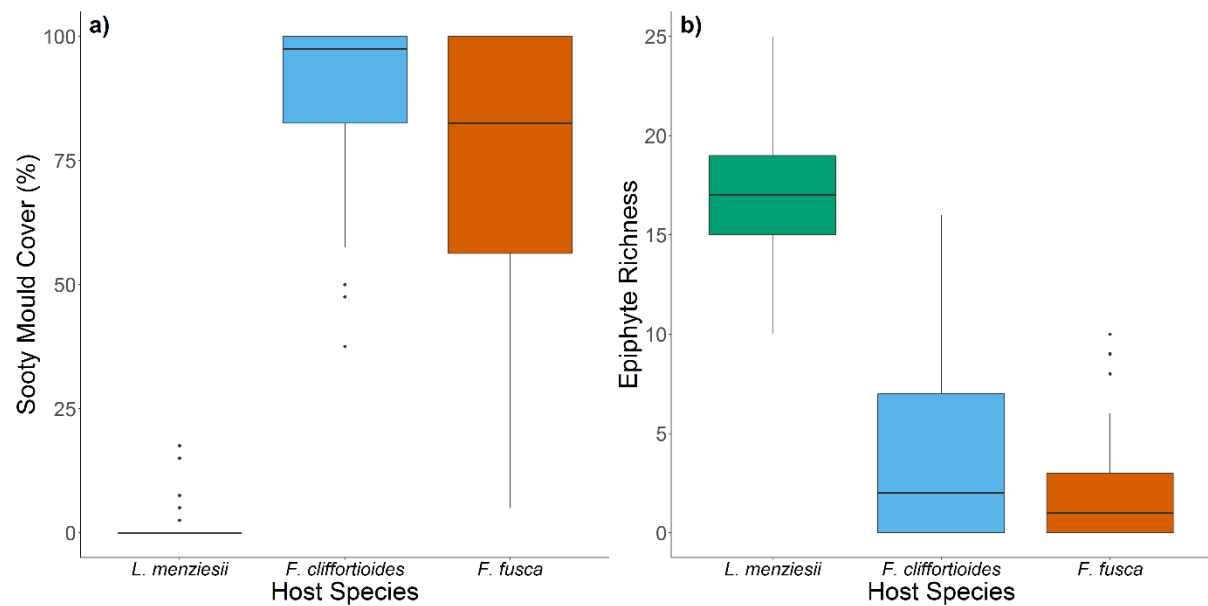 a)
Sooty Mould Cover (%)
100
75
50
25
0
L. menziesii F. cliffortioides F. fusca
Host Species
b)
Epiphyte Richness
25
20
15
10
5
0
L. menziesii F. cliffortioides F. fusca
Host Species